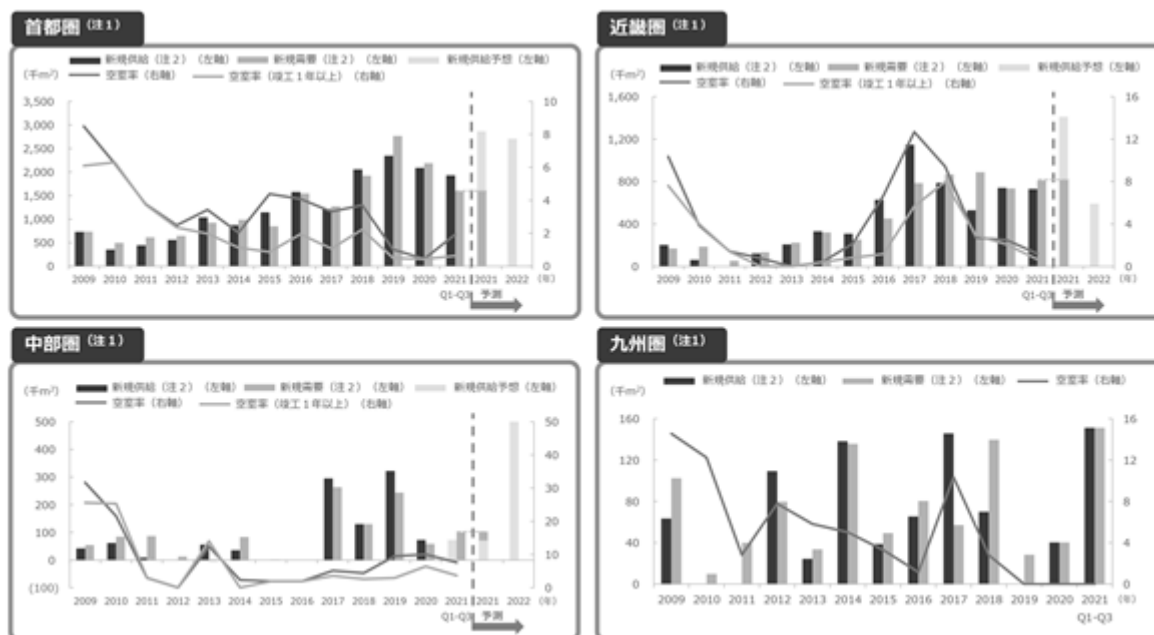 首都圏 (注1)
新規供給（注２）（左軸） 新規需要（注２）（左軸） 新規供給予想（左軸）
(千m²) 空室率（右軸） 空室率（竣工１年以上）（右軸）
3,500
3,000
2,500
2,000
1,500
1,000
500
0
10
8
6
4
2
0
2009 2010 2011 2012 2013 2014 2015 2016 2017 2018 2019 2020 2021 2021 2022 (年)
Q1-Q3 予測
近畿圏 (注1)
新規供給（注２）（左軸） 新規需要（注２）（左軸） 新規供給予想（左軸）
(千m²) 空室率（右軸） 空室率（竣工１年以上）（右軸）
1,600
1,200
800
400
0
16
12
8
4
0
2009 2010 2011 2012 2013 2014 2015 2016 2017 2018 2019 2020 2021 2021 2022 (年)
Q1-Q3 予測
中部圏 (注1)
(千m²) 新規供給（注２）（左軸） 新規需要（注２）（左軸） 新規供給予想（左軸）
空室率（右軸） 空室率（竣工１年以上）（右軸）
500
400
300
200
100
0
(100)
50
40
30
20
10
0
2009 2010 2011 2012 2013 2014 2015 2016 2017 2018 2019 2020 2021 2021 2022 (年)
Q1-Q3 予測
九州圏 (注1)
(千m²) 新規供給（注２）（左軸） 新規需要（注２）（左軸） 空室率（右軸）
160
120
80
40
0
16
12
8
4
0
2009 2010 2011 2012 2013 2014 2015 2016 2017 2018 2019 2020 2021 (年)
Q1-Q3